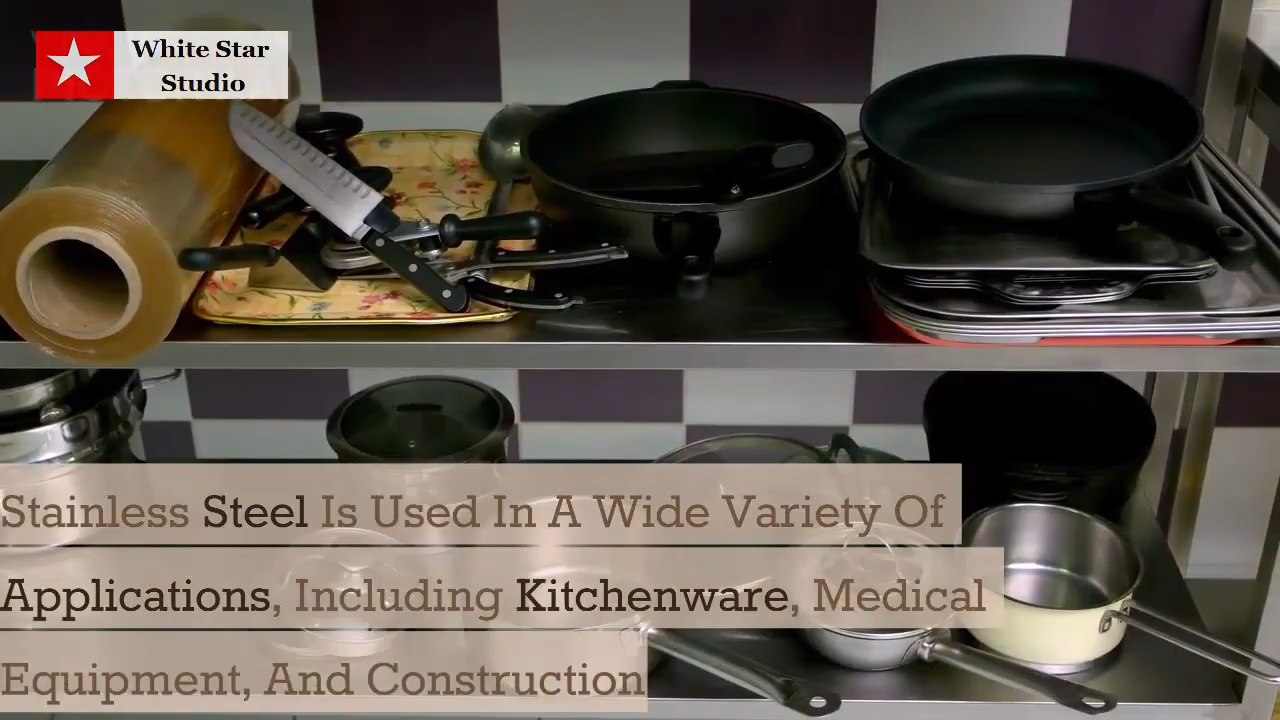 White Star
Studio
Stainless Steel Is Used In A Wide Variety Of
Applications, Including Kitchenware, Medical
Equipment, And Construction